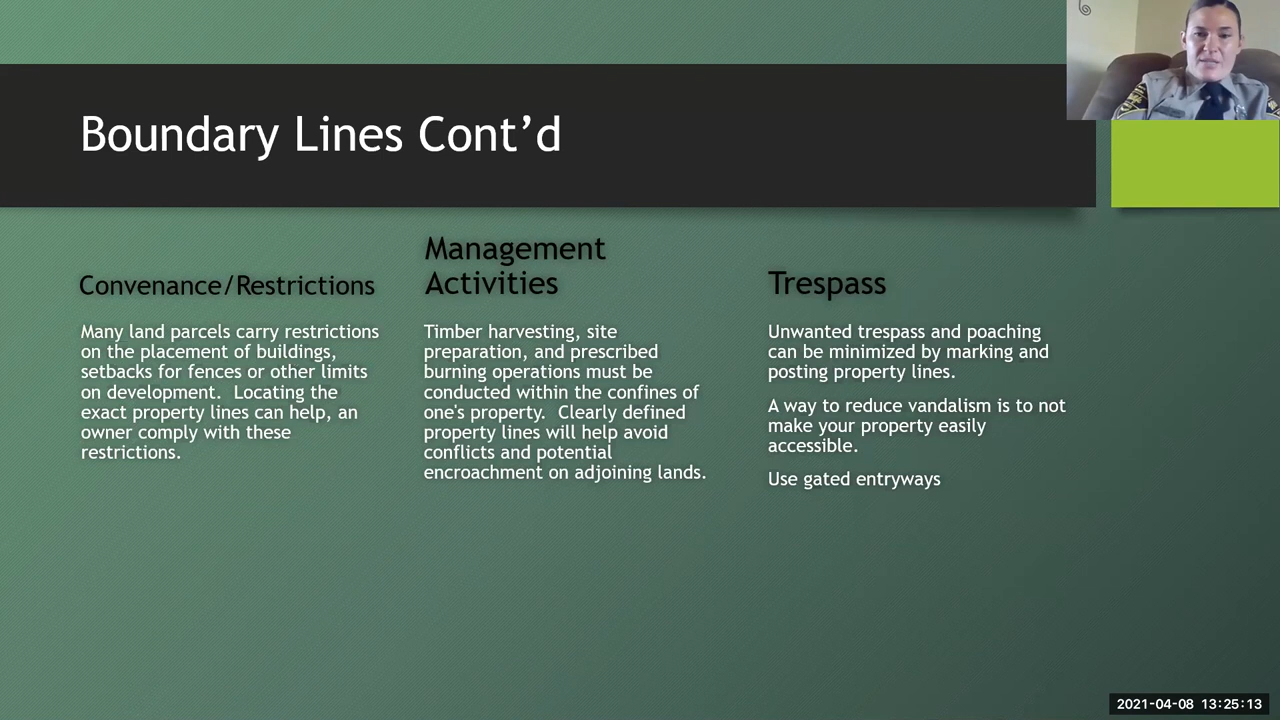 Boundary Lines Cont’d
Convenance/Restrictions
Many land parcels carry restrictions
on the placement of buildings,
setbacks for fences or other limits
on development.  Locating the
exact property lines can help, an
owner comply with these
restrictions.
Management
Activities
Timber harvesting, site
preparation, and prescribed
burning operations must be
conducted within the confines of
one's property.  Clearly defined
property lines will help avoid
conflicts and potential
encroachment on adjoining lands.
Trespass
Unwanted trespass and poaching
can be minimized by marking and
posting property lines.
A way to reduce vandalism is to not
make your property easily
accessible.
Use gated entryways
2021-04-08 13:25:13